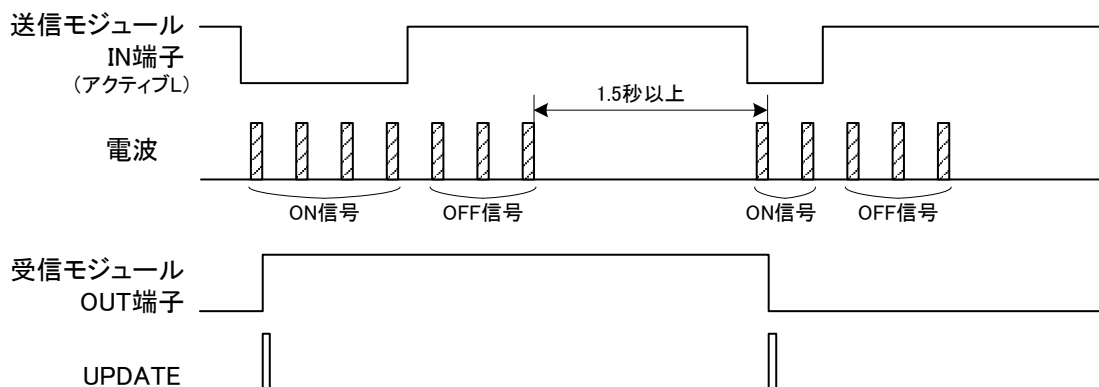 送信モジュール
IN端子
(アクティブL)
1.5秒以上
電波
ON信号 OFF信号 ON信号 OFF信号
受信モジュール
OUT端子
UPDATE